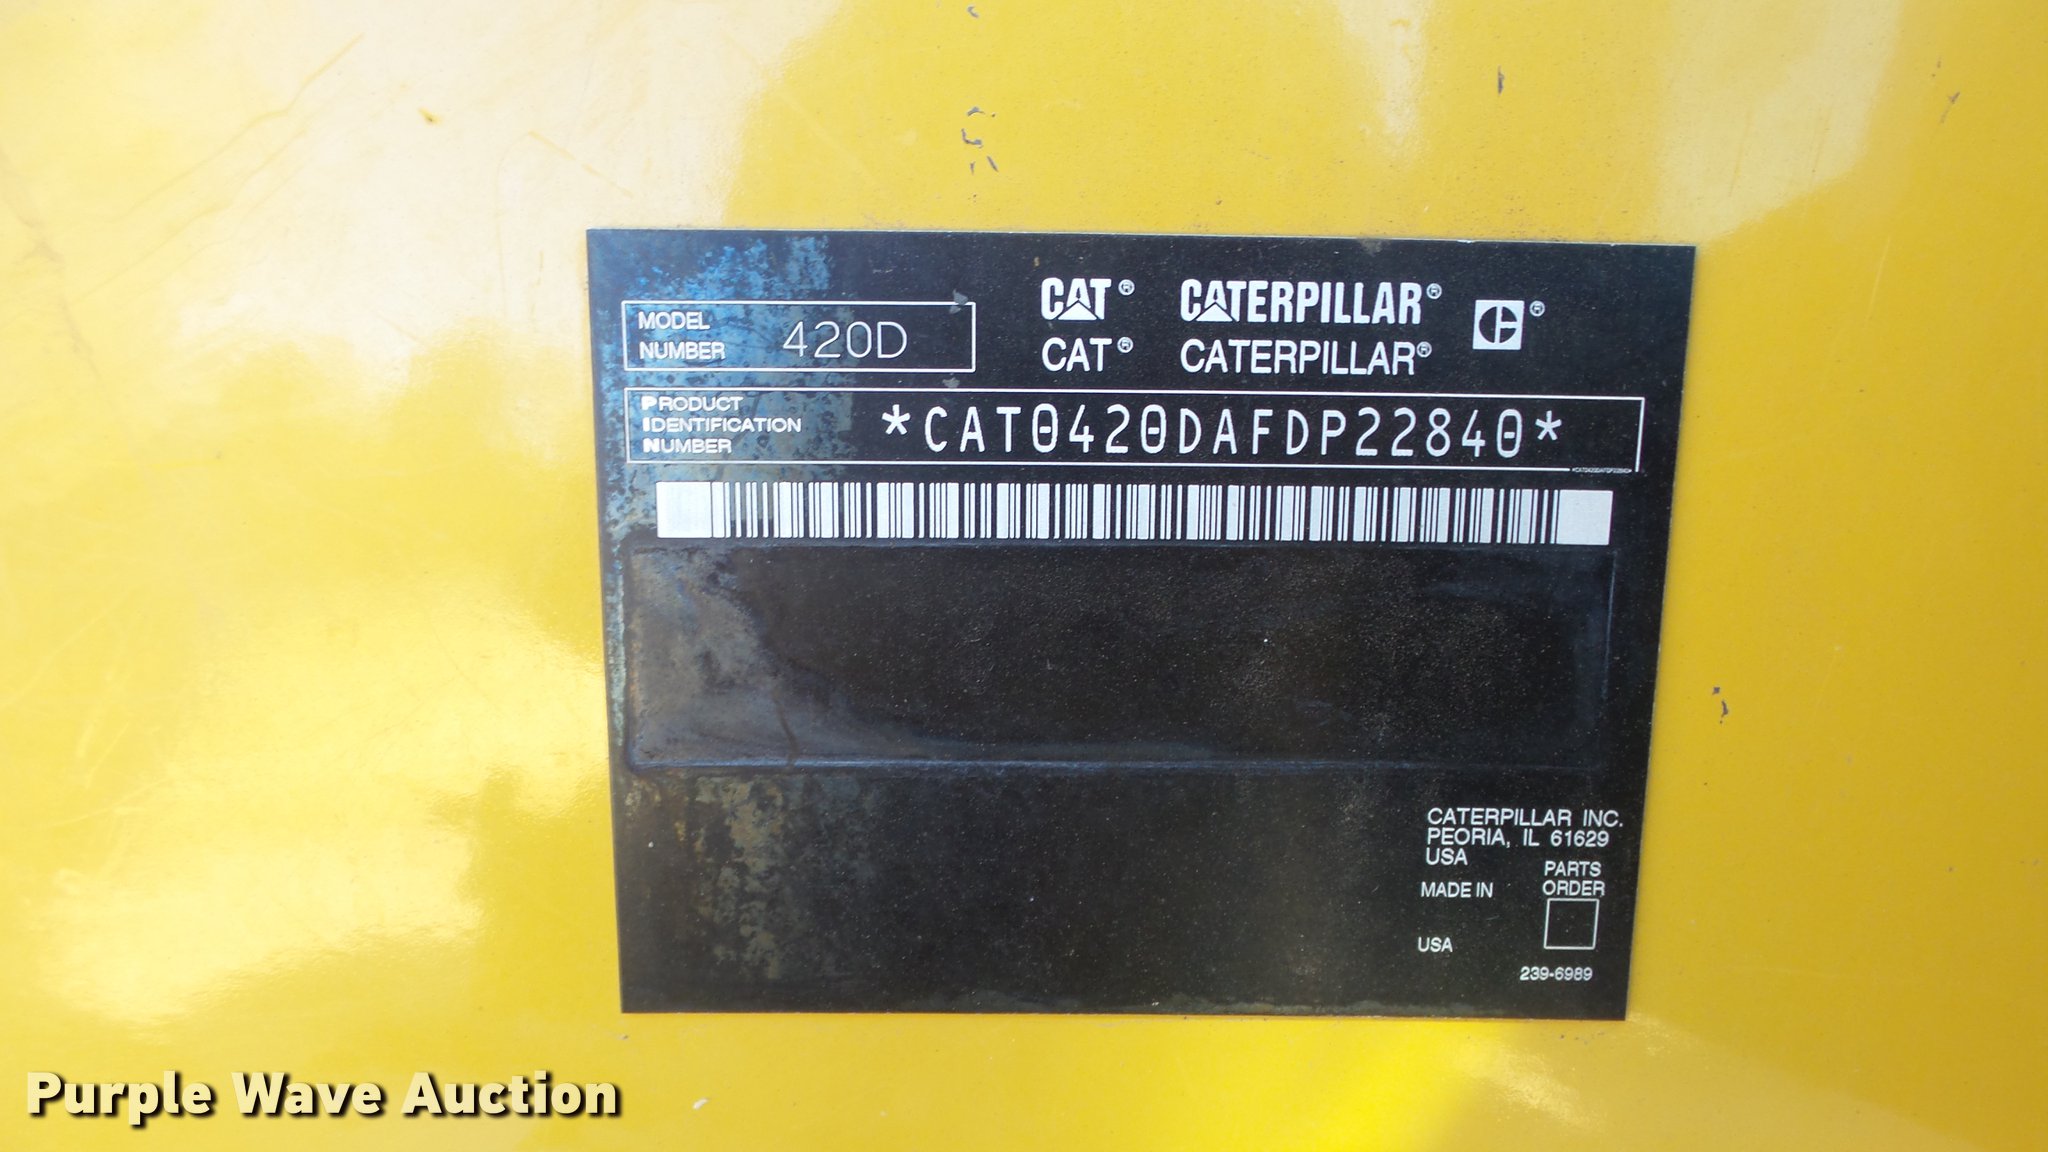 MODEL
NUMBER 420D
CAT® CATERPILLAR® ®
CAT® CATERPILLAR®
PRODUCT
IDENTIFICATION
NUMBER
*CAT0420DAFDP22840*
*CAT0420DAFDP22840*
CATERPILLAR INC.
PEORIA, IL 61629
USA
MADE IN
USA
PARTS
ORDER
239-6989
Purple Wave Auction